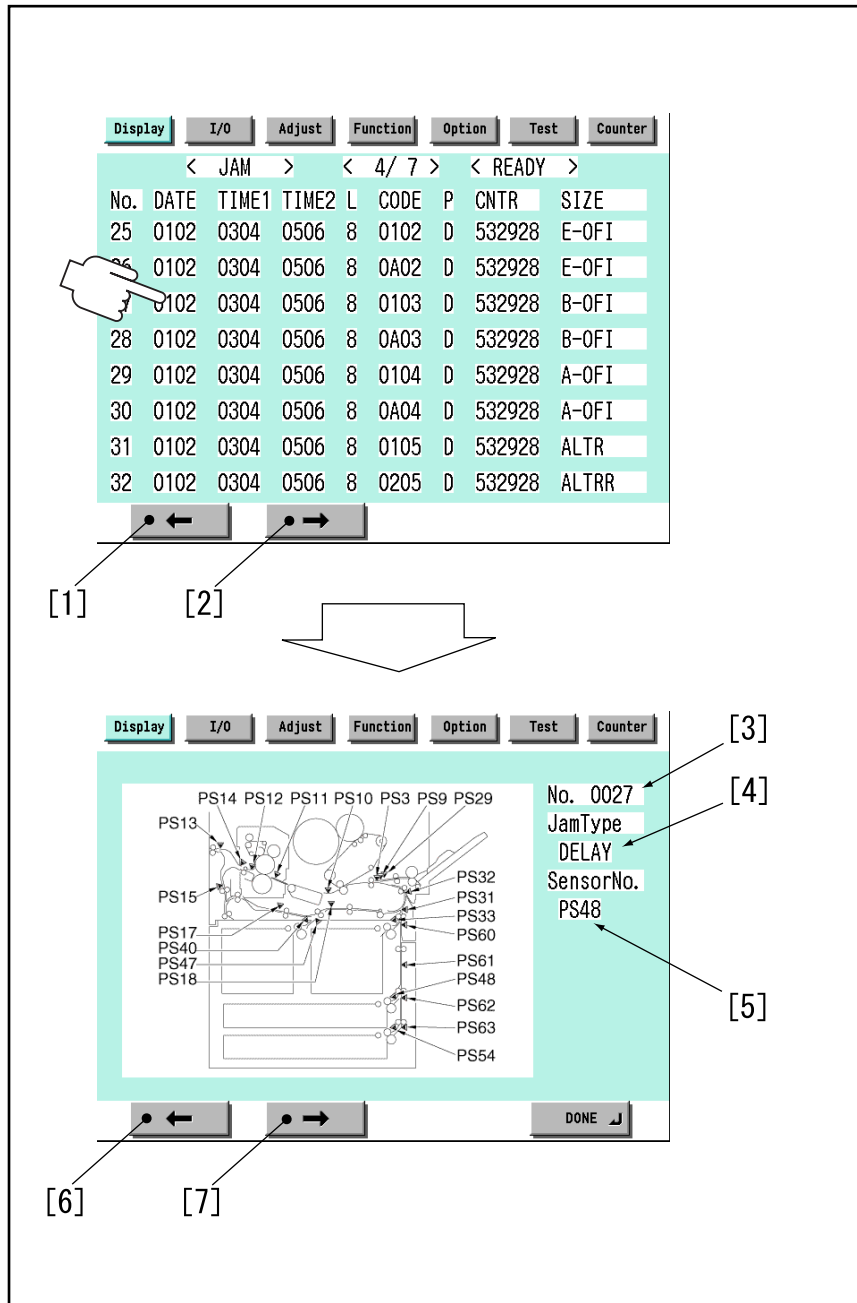 Display I/O Adjust Function Option Test Counter
< JAM > < 4/ 7 > < READY >
No. DATE TIME1 TIME2 L CODE P CNTR SIZE
25 0102 0304 0506 8 0102 D 532928 E-OFI
0102 0304 0506 8 0A02 D 532928 E-OFI
0102 0304 0506 8 0103 D 532928 B-OFI
28 0102 0304 0506 8 0A03 D 532928 B-OFI
29 0102 0304 0506 8 0104 D 532928 A-OFI
30 0102 0304 0506 8 0A04 D 532928 A-OFI
31 0102 0304 0506 8 0105 D 532928 ALTR
32 0102 0304 0506 8 0205 D 532928 ALTRR
[1] [2]
Display I/O Adjust Function Option Test Counter
[3]
No. 0027
[4]
JamType
DELAY
SensorNo.
PS48
[5]
PS14 PS12 PS11 PS10 PS3 PS9 PS29
PS13
PS32
PS15
PS31
PS33
PS17
PS60
PS40
PS47
PS61
PS18
PS48
PS62
PS63
PS54
DONE
[6] [7]